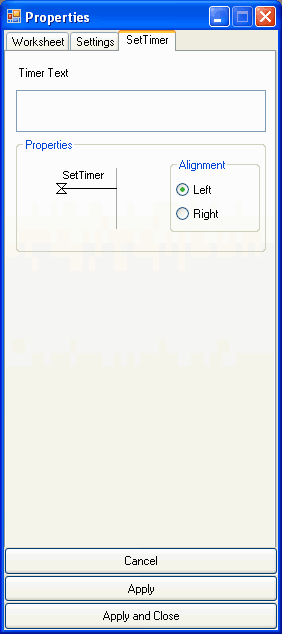 Properties
Worksheet Settings SetTimer
Timer Text
Properties
SetTimer
Alignment
Left
Right
Cancel
Apply
Apply and Close